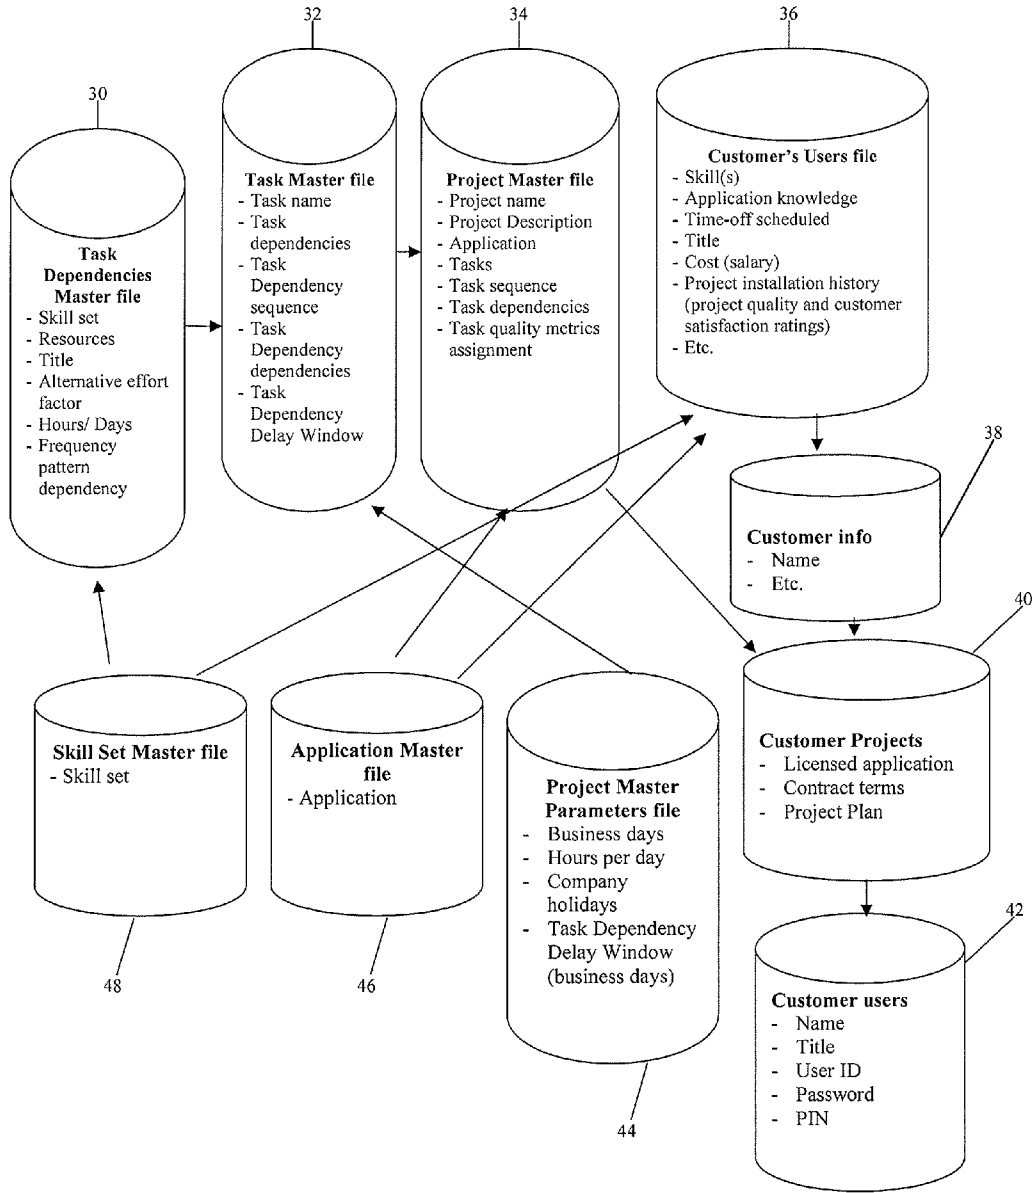 32
34
36
30
Task
Dependencies
Master file
- Skill set
- Resources
- Title
- Alternative effort
factor
- Hours/ Days
- Frequency
pattern
dependency
Task Master file
- Task name
- Task
dependencies
- Task
Dependency
sequence
- Task
Dependency
dependencies
- Task
Dependency
Delay Window
Project Master file
- Project name
- Project Description
- Application
- Tasks
- Task sequence
- Task dependencies
- Task quality metrics
assignment
Customer's Users file
- Skill(s)
- Application knowledge
- Time-off scheduled
- Title
- Cost (salary)
- Project installation history
(project quality and customer
satisfaction ratings)
- Etc.
38
Customer info
- Name
- Etc.
40
Skill Set Master file
- Skill set
48
Application Master
file
- Application
46
Project Master
Parameters file
- Business days
- Hours per day
- Company
holidays
- Task Dependency
Delay Window
(business days)
44
Customer Projects
- Licensed application
- Contract terms
- Project Plan
42
Customer users
- Name
- Title
- User ID
- Password
- PIN